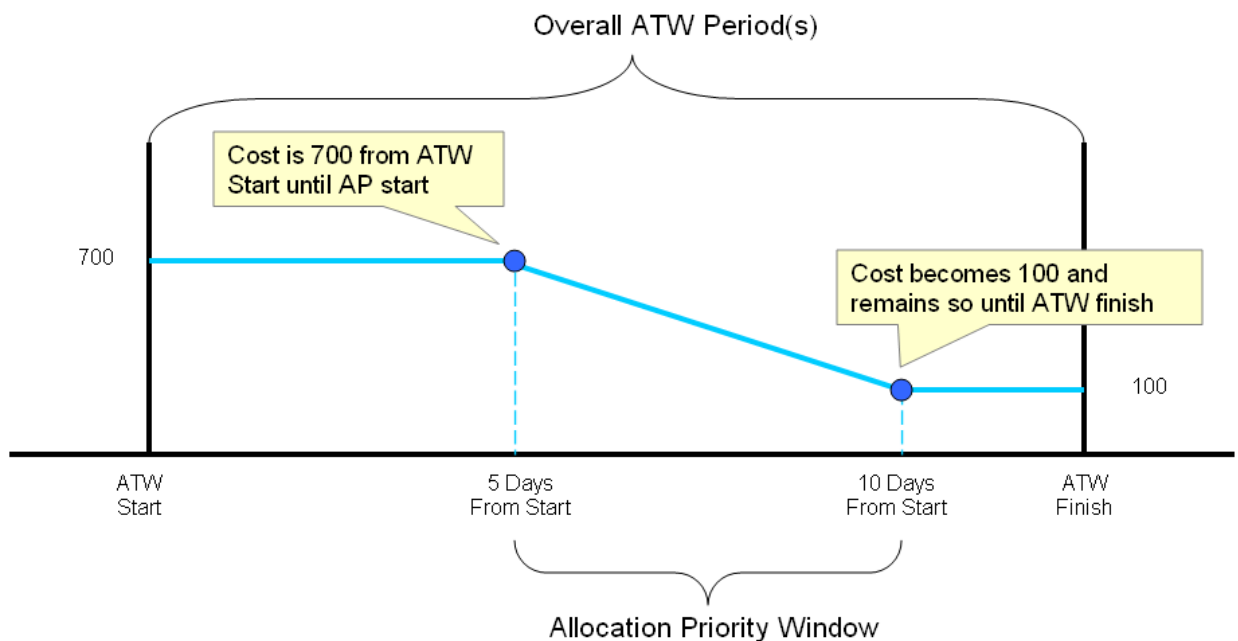 Overall ATW Period(s)
Cost is 700 from ATW
Start until AP start
700
Cost becomes 100 and
remains so until ATW finish
100
ATW
Start
5 Days
From Start
10 Days
From Start
ATW
Finish
Allocation Priority Window